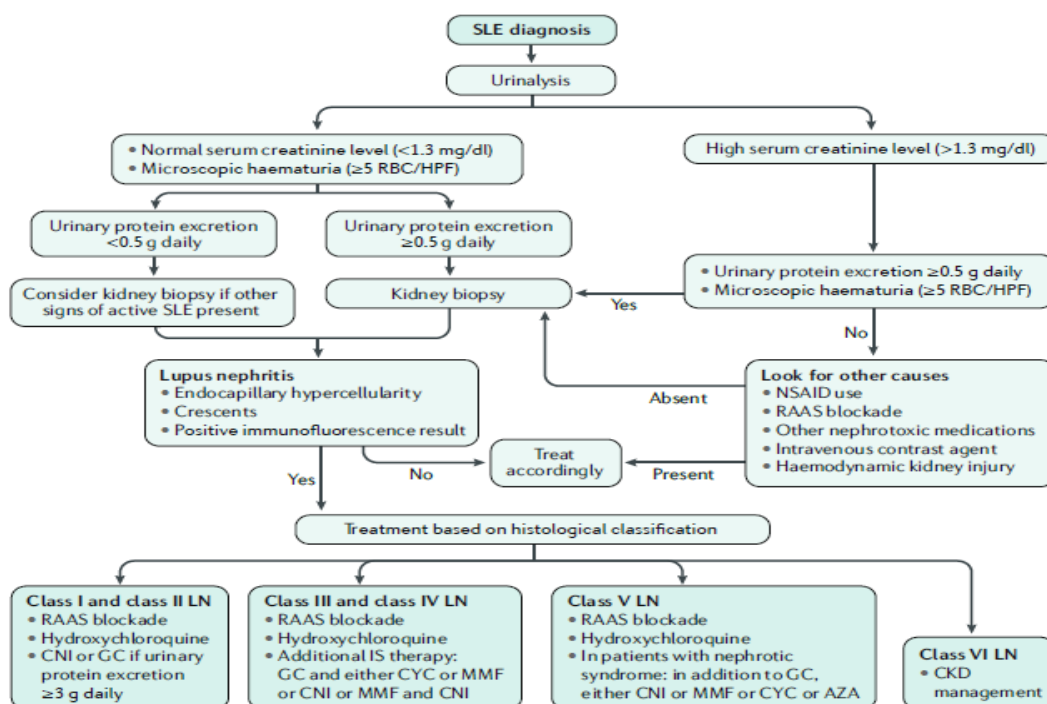 SLE diagnosis
Urinalysis
• Normal serum creatinine level (<1.3 mg/dl)
• Microscopic haematuria (≥5 RBC/HPF)
High serum creatinine level (>1.3 mg/dl)
Urinary protein excretion
<0.5 g daily
Urinary protein excretion
≥0.5 g daily
• Urinary protein excretion ≥0.5 g daily
• Microscopic haematuria (≥5 RBC/HPF)
Consider kidney biopsy if other
signs of active SLE present
Kidney biopsy
Yes
No
Lupus nephritis
• Endocapillary hypercellularity
• Crescents
• Positive immunofluorescence result
Absent
Look for other causes
• NSAID use
• RAAS blockade
• Other nephrotoxic medications
• Intravenous contrast agent
• Haemodynamic kidney injury
Yes
No
Treat
accordingly
Present
Treatment based on histological classification
Class I and class II LN
• RAAS blockade
• Hydroxychloroquine
• CNI or GC if urinary
protein excretion
≥3 g daily
Class III and class IV LN
• RAAS blockade
• Hydroxychloroquine
• Additional IS therapy:
GC and either CYC or MMF
or CNI or MMF and CNI
Class V LN
• RAAS blockade
• Hydroxychloroquine
• In patients with nephrotic
syndrome: in addition to GC,
either CNI or MMF or CYC or AZA
Class VI LN
• CKD
management